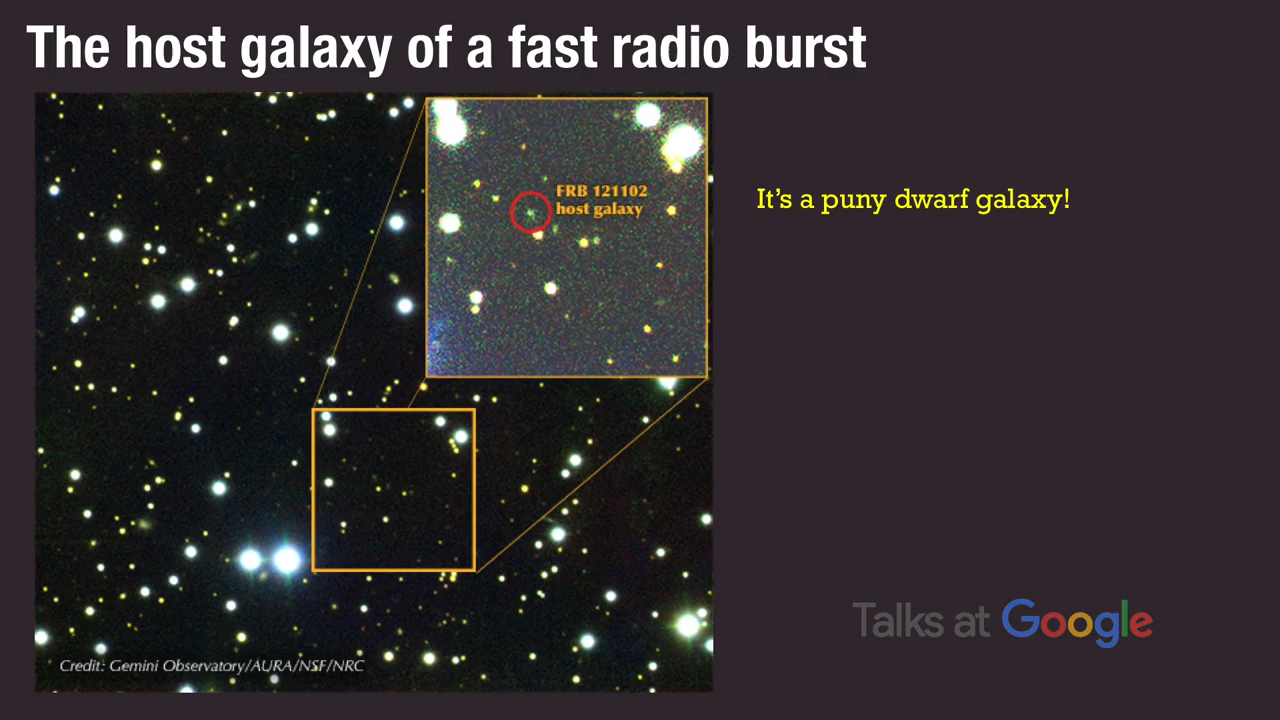 The host galaxy of a fast radio burst
FRB 121102
host galaxy
It's a puny dwarf galaxy!
Talks at Google
Credit: Gemini Observatory/AURA/NSF/NRC